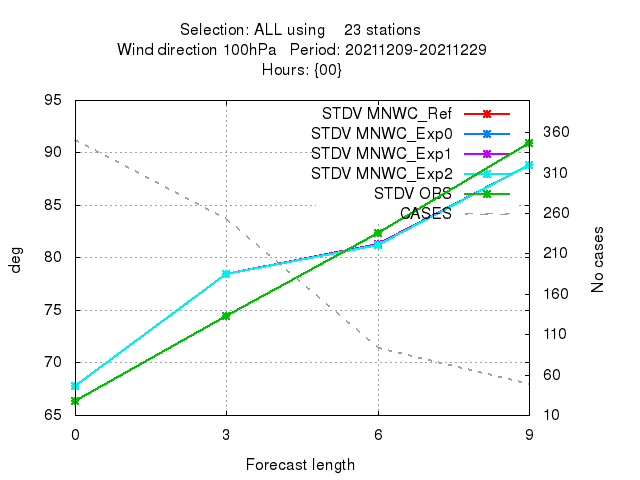 Selection: ALL using    23 stations
Wind direction 100hPa   Period: 20211209-20211229
Hours: {00}
STDV MNWC_Ref
STDV MNWC_Exp0
STDV MNWC_Exp1
STDV MNWC_Exp2
STDV OBS
CASES
deg
95
90
85
80
75
70
65
360
310
260
210
160
110
60
10
No cases
0 3 6 9
Forecast length